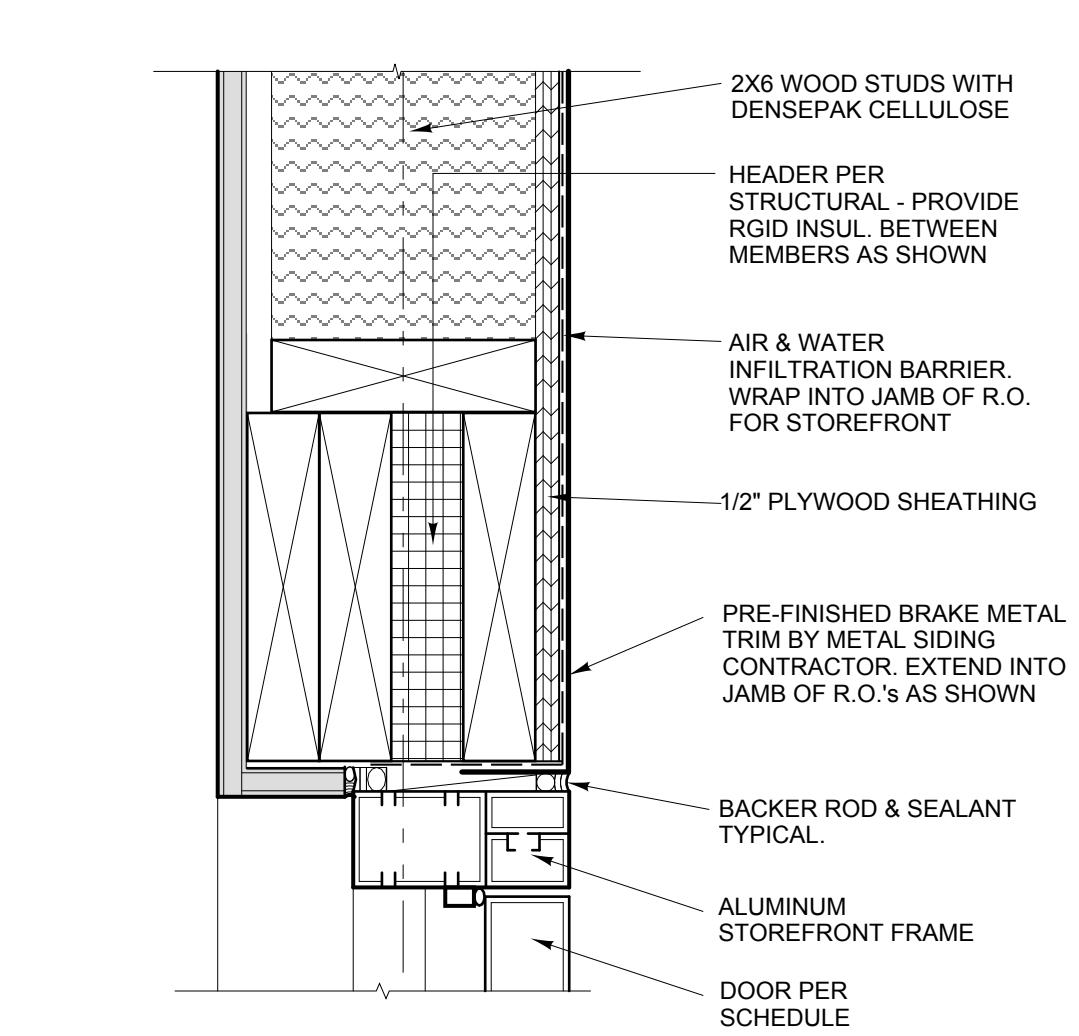 2X6 WOOD STUDS WITH
DENSEPAK CELLULOSE
HEADER PER
STRUCTURAL - PROVIDE
RGID INSUL. BETWEEN
MEMBERS AS SHOWN
AIR & WATER
INFILTRATION BARRIER.
WRAP INTO JAMB OF R.O.
FOR STOREFRONT
1/2" PLYWOOD SHEATHING
PRE-FINISHED BRAKE METAL
TRIM BY METAL SIDING
CONTRACTOR. EXTEND INTO
JAMB OF R.O.'s AS SHOWN
BACKER ROD & SEALANT
TYPICAL.
ALUMINUM
STOREFRONT FRAME
DOOR PER
SCHEDULE